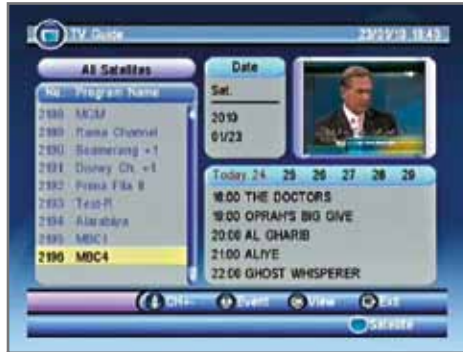 TV Guide
23/01/10 18:43
All Satellites
No. Program Name
2188 MCM
2189 Rama Channel
2190 Boomerang +1
2191 Disney Ch. +1
2192 Prima Fila 8
2193 Test-R
2194 Alarabiya
2195 MBC1
2196 MBC4
Date
Sat.
2010
01/23
Today 24 25 26 27 28 29
18:00 THE DOCTORS
19:00 OPRAH'S BIG GIVE
20:00 AL GHARIB
21:00 ALIYE
22:00 GHOST WHISPERER
CH+- Event View Exit
Satellite